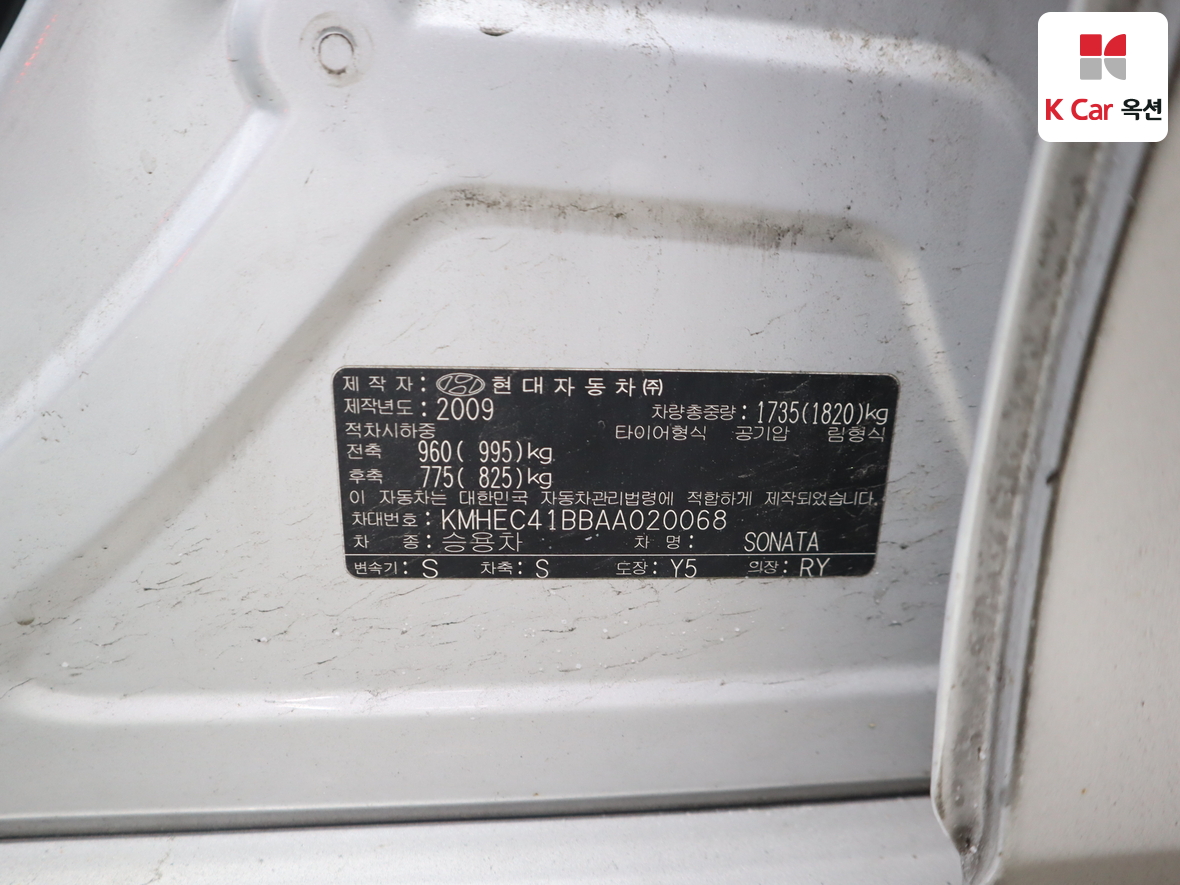 K Car 옥션
제 작 자 : 현 대 자 동 차 ㈜
제작년도 : 2009 차량총중량 : 1735(1820)kg
적차시하중 타이어형식 공기압 림형식
전축 960( 995)kg
후축 775( 825)kg
이 자동차는 대한민국 자동차관리법령에 적합하게 제작되었습니다.
차대번호 : KMHEC41BBAA020068
차 종 : 승용차 차 명 : SONATA
변속기 : S 차축 : S 도장 : Y5 의장 : RY